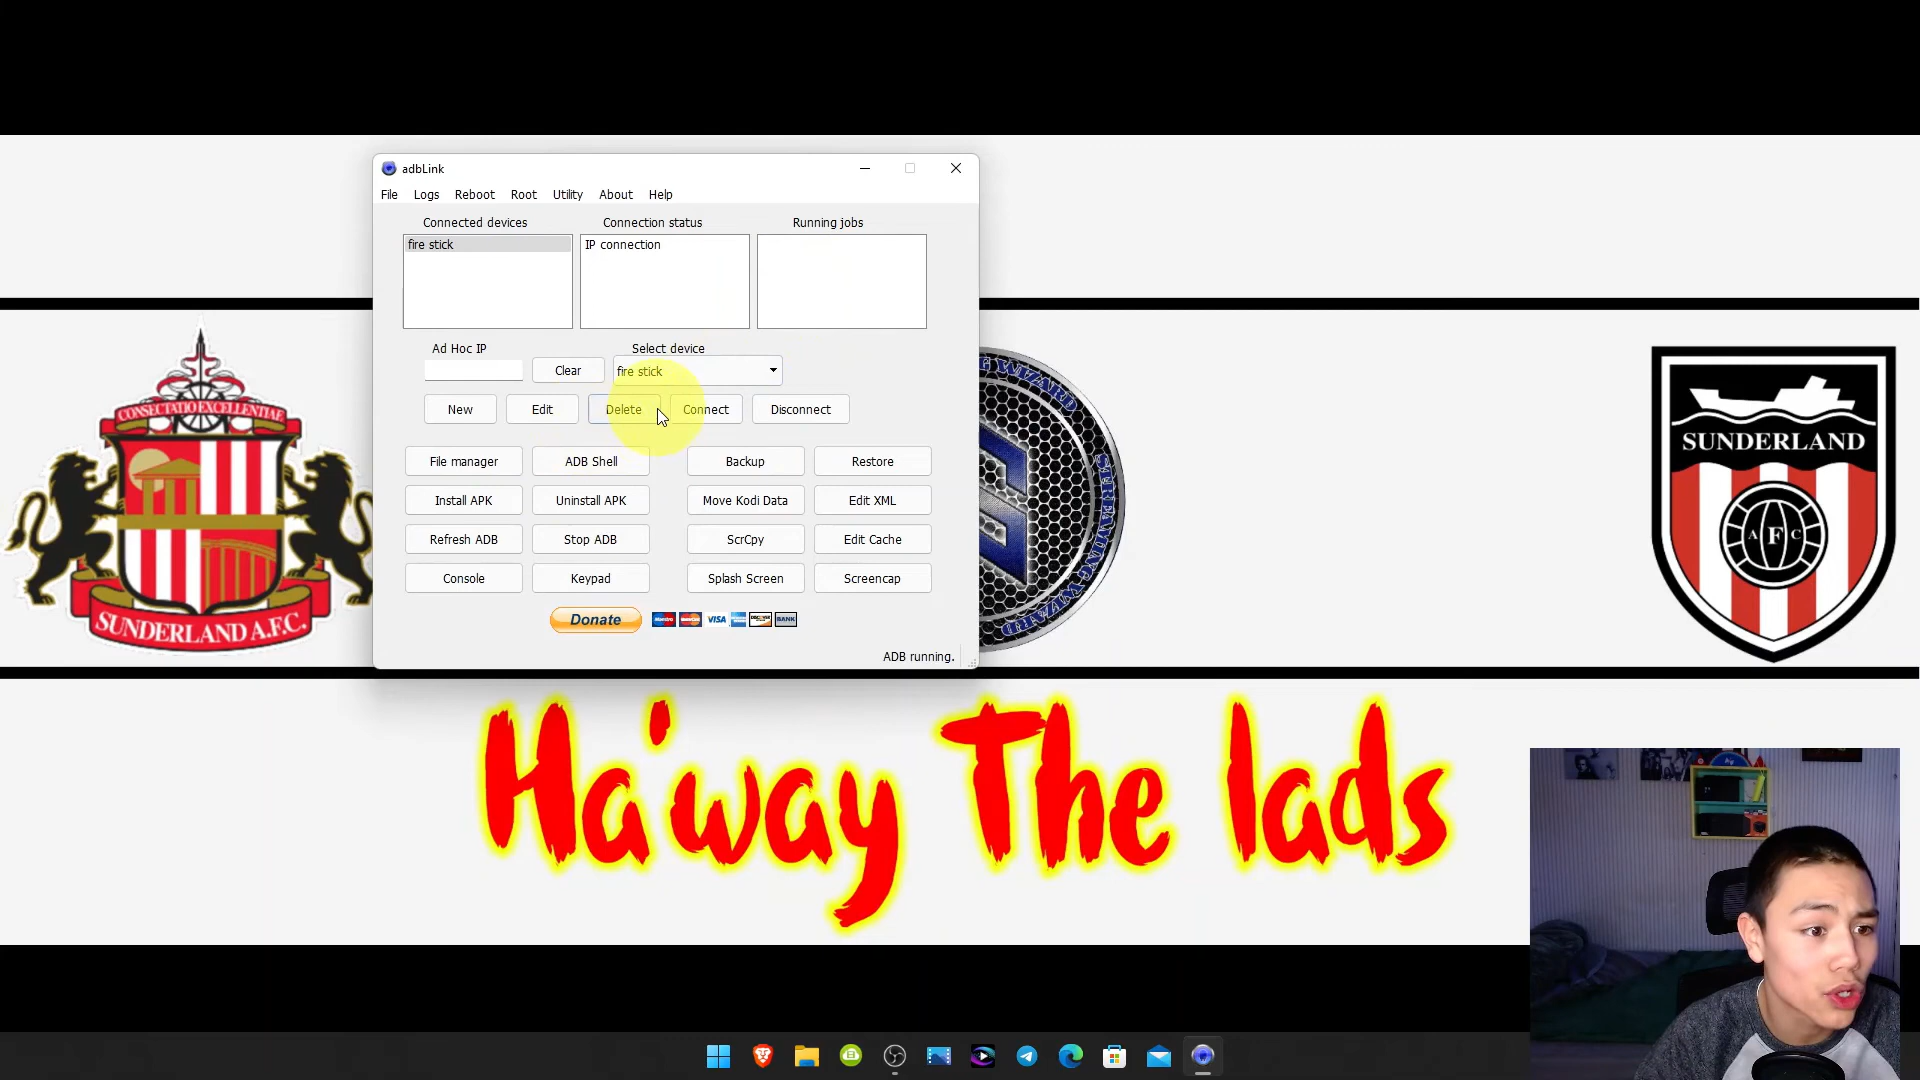 adbLink
File Logs Reboot Root Utility About Help
Connected devices Connection status Running jobs
fire stick IP connection
Ad Hoc IP Select device
Clear fire stick
New Edit Delete Connect Disconnect
File manager ADB Shell Backup Restore
Install APK Uninstall APK Move Kodi Data Edit XML
Refresh ADB Stop ADB ScrCpy Edit Cache
Console Keypad Splash Screen Screencap
Donate VISA BANK
ADB running.
CONSECTATIO EXCELLENTIAE
SUNDERLAND A.F.C.
WIZARD
SUNDERLAND
A F C
Ha'way The lads